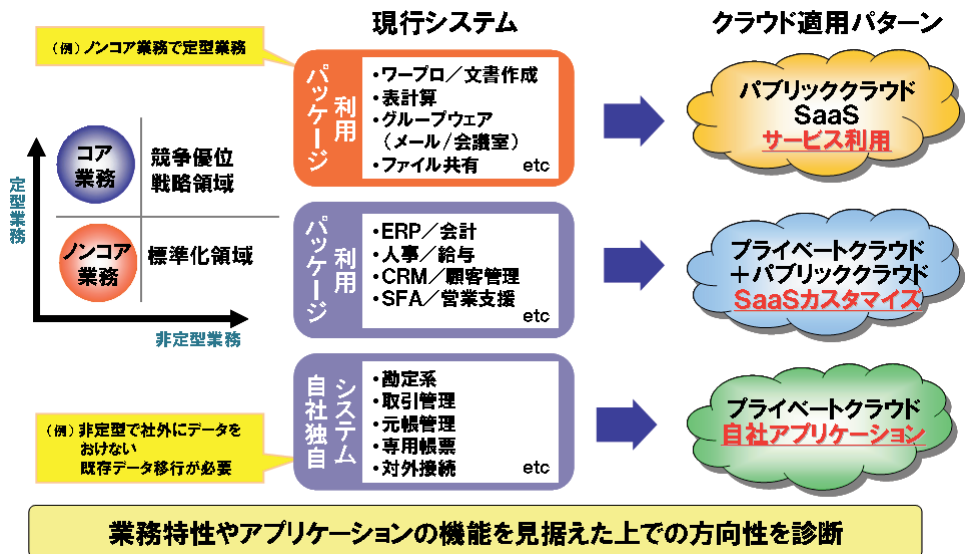 現行システム
クラウド適用パターン
（例）ノンコア業務で定型業務
コア
業務
競争優位
戦略領域
ノンコア
業務
標準化領域
定型業務
非定型業務
パッケージ
利用
・ワープロ／文書作成
・表計算
・グループウェア
（メール/会議室）
・ファイル共有 etc
パブリッククラウド
SaaS
サービス利用
パッケージ
利用
・ERP／会計
・人事／給与
・CRM／顧客管理
・SFA／営業支援
etc
プライベートクラウド
＋パブリッククラウド
SaaSカスタマイズ
（例）非定型で社外にデータを
おけない
既存データ移行が必要
自社独自
システム
・勘定系
・取引管理
・元帳管理
・専用帳票
・対外接続 etc
プライベートクラウド
自社アプリケーション
業務特性やアプリケーションの機能を見据えた上での方向性を診断